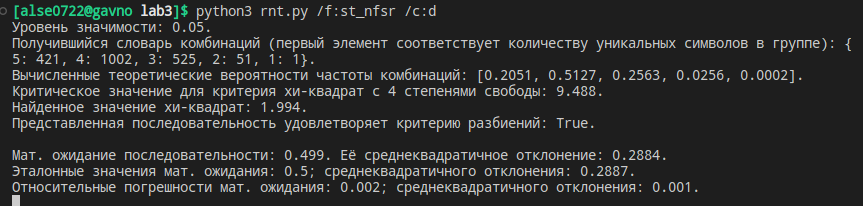 [alse0722@gavno lab3]$ python3 rnt.py /f:st_nfsr /c:d
Уровень значимости: 0.05.
Получившийся словарь комбинаций (первый элемент соответствует количеству уникальных символов в группе): {
5: 421, 4: 1002, 3: 525, 2: 51, 1: 1}.
Вычисленные теоретические вероятности частоты комбинаций: [0.2051, 0.5127, 0.2563, 0.0256, 0.0002].
Критическое значение для критерия хи-квадрат с 4 степенями свободы: 9.488.
Найденное значение хи-квадрат: 1.994.
Представленная последовательность удовлетворяет критерию разбиений: True.

Мат. ожидание последовательности: 0.499. Её среднеквадратичное отклонение: 0.2884.
Эталонные значения мат. ожидания: 0.5; среднеквадратичного отклонения: 0.2887.
Относительные погрешности мат. ожидания: 0.002; среднеквадратичного отклонения: 0.001.